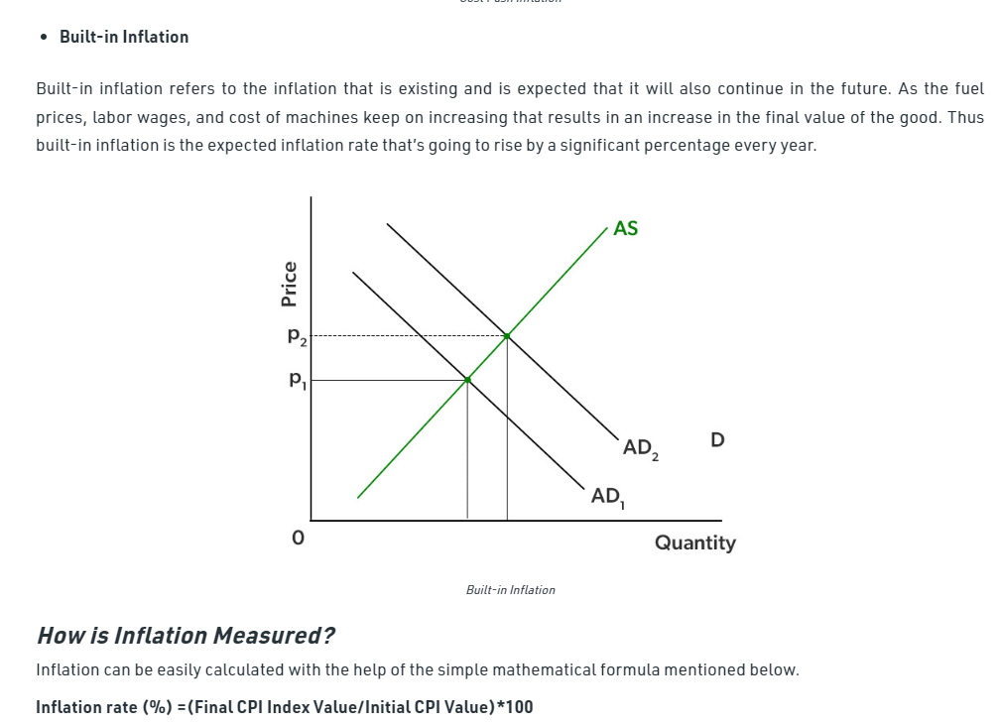 • Built-in Inflation
Built-in inflation refers to the inflation that is existing and is expected that it will also continue in the future. As the fuel
prices, labor wages, and cost of machines keep on increasing that results in an increase in the final value of the good. Thus
built-in inflation is the expected inflation rate that's going to rise by a significant percentage every year.
AS
Price
P₂
P₁
D
AD₂
AD₁
O
Quantity
Built-in Inflation
How is Inflation Measured?
Inflation can be easily calculated with the help of the simple mathematical formula mentioned below.
Inflation rate (%) =(Final CPI Index Value/Initial CPI Value)*100